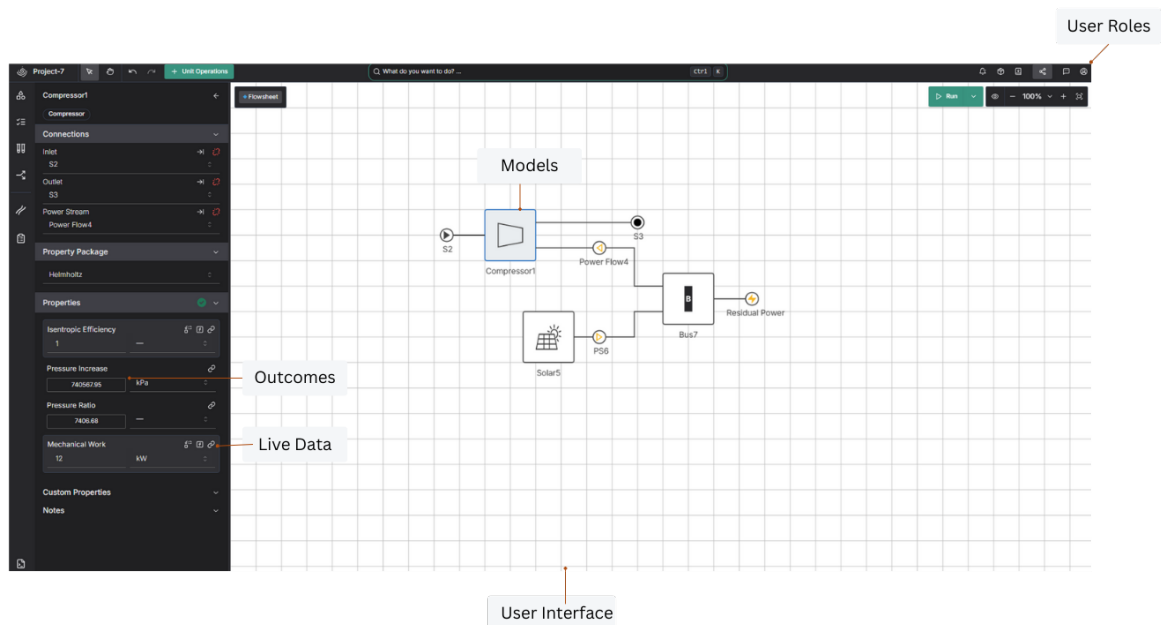 User Roles
Project-7
+ Unit Operations
What do you want to do? ...
Ctrl K
Compressor1
Compressor
Flowsheet
Run
− 100% +
Connections
Inlet
S2
Outlet
S3
Power Stream
Power Flow4
Property Package
Helmholtz
Properties
Isentropic Efficiency
1 —
Pressure Increase
740567.95 kPa
Pressure Ratio
7406.68 —
Mechanical Work
12 kW
Custom Properties
Notes
Models
S2
Compressor1
S3
Power Flow4
B
Bus7
Residual Power
PS6
Solar5
Outcomes
Live Data
User Interface